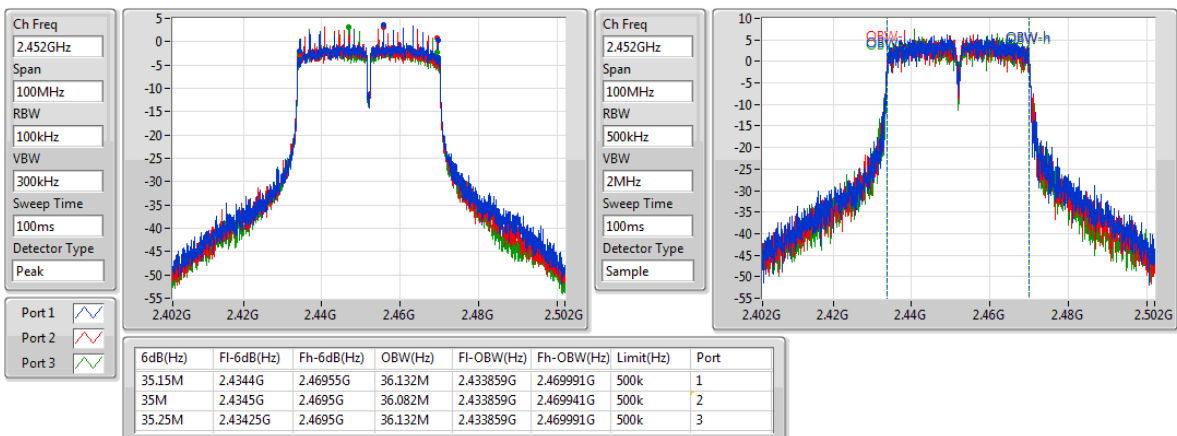 Ch Freq
2.452GHz
Span
100MHz
RBW
100kHz
VBW
300kHz
Sweep Time
100ms
Detector Type
Peak
Port 1
Port 2
Port 3
5
0
-5
-10
-15
-20
-25
-30
-35
-40
-45
-50
-55
2.402G 2.42G 2.44G 2.46G 2.48G 2.502G
Ch Freq
2.452GHz
Span
100MHz
RBW
500kHz
VBW
2MHz
Sweep Time
100ms
Detector Type
Sample
10
5
0
-5
-10
-15
-20
-25
-30
-35
-40
-45
-50
-55
OBW-l
OBW-h
2.402G 2.42G 2.44G 2.46G 2.48G 2.502G
6dB(Hz) Fl-6dB(Hz) Fh-6dB(Hz) OBW(Hz) Fl-OBW(Hz) Fh-OBW(Hz) Limit(Hz) Port
35.15M 2.4344G 2.46955G 36.132M 2.433859G 2.469991G 500k 1
35M 2.4345G 2.4695G 36.082M 2.433859G 2.469941G 500k 2
35.25M 2.43425G 2.4695G 36.132M 2.433859G 2.469991G 500k 3